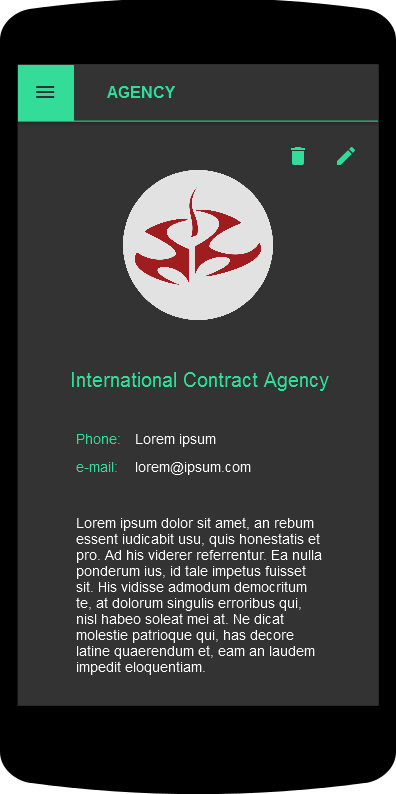 AGENCY
International Contract Agency
Phone: Lorem ipsum
e-mail: lorem@ipsum.com
Lorem ipsum dolor sit amet, an rebum
essent iudicabit usu, quis honestatis et
pro. Ad his viderer referrentur. Ea nulla
ponderum ius, id tale impetus fuisset
sit. His vidisse admodum democritum
te, at dolorum singulis erroribus qui,
nisl habeo soleat mei at. Ne dicat
molestie patrioque qui, has decore
latine quaerendum et, eam an laudem
impedit eloquentiam.